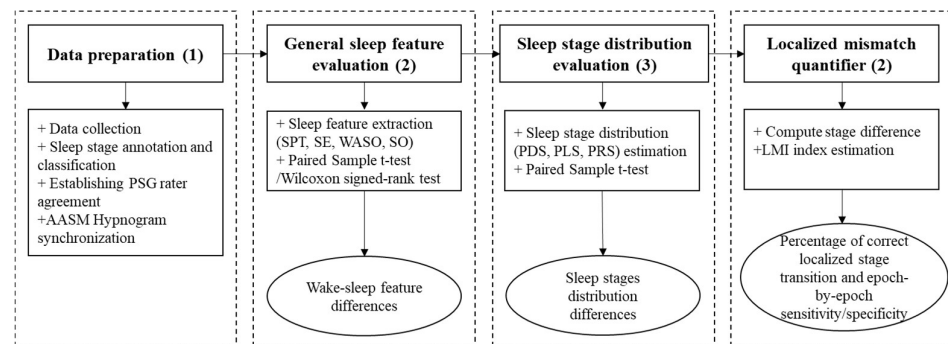 Data preparation (1)
+ Data collection
+ Sleep stage annotation and
classification
+ Establishing PSG rater
agreement
+AASM Hypnogram
synchronization
General sleep feature
evaluation (2)
+ Sleep feature extraction
(SPT, SE, WASO, SO)
+ Paired Sample t-test
/Wilcoxon signed-rank test
Wake-sleep feature
differences
Sleep stage distribution
evaluation (3)
+ Sleep stage distribution
(PDS, PLS, PRS) estimation
+ Paired Sample t-test
Sleep stages
distribution
differences
Localized mismatch
quantifier (2)
+ Compute stage difference
+LMI index estimation
Percentage of correct
localized stage
transition and epoch-
by-epoch
sensitivity/specificity